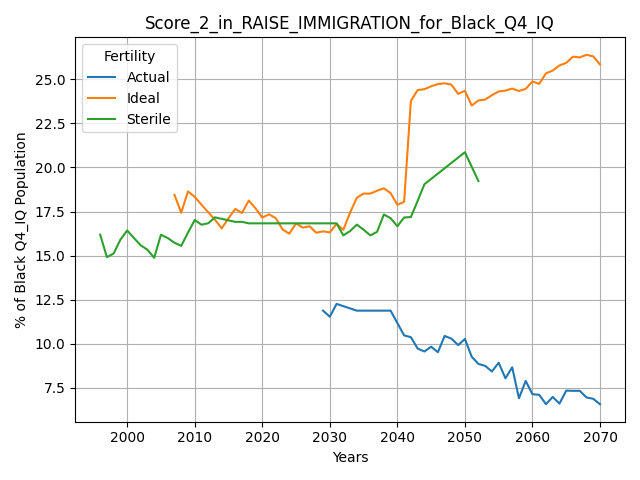 Score_2_in_RAISE_IMMIGRATION_for_Black_Q4_IQ
% of Black Q4_IQ Population
25.0
22.5
20.0
17.5
15.0
12.5
10.0
7.5
Fertility
Actual
Ideal
Sterile
2000 2010 2020 2030 2040 2050 2060 2070
Years